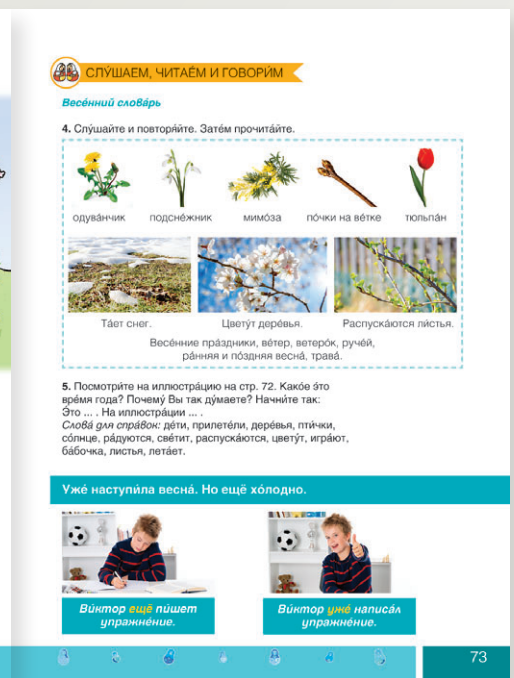 СЛУ́ШАЕМ, ЧИТА́ЕМ И ГОВОРИ́М
Весе́нний слова́рь
4. Слу́шайте и повторя́йте. Зате́м прочита́йте.
одува́нчик подсне́жник мимо́за по́чки на ве́тке тюльпа́н
Та́ет снег. Цвету́т дере́вья. Распуска́ются ли́стья.
Весе́нние пра́здники, ве́тер, ветеро́к, руче́й,
ра́нняя и по́здняя весна́, трава́.
5. Посмотри́те на иллюстра́цию на стр. 72. Како́е э́то
вре́мя го́да? Почему́ Вы так ду́маете? Начни́те так:
Э́то ... . На иллюстра́ции ... .
Слова́ для спра́вок: де́ти, прилете́ли, дере́вья, пти́чки,
со́лнце, ра́дуются, све́тит, распуска́ются, цвету́т, игра́ют,
ба́бочка, листья, лета́ет.
Уже́ наступи́ла весна́. Но ещё хо́лодно.
Ви́ктор ещё пи́шет
упражне́ние.
Ви́ктор уже́ написа́л
упражне́ние.
73